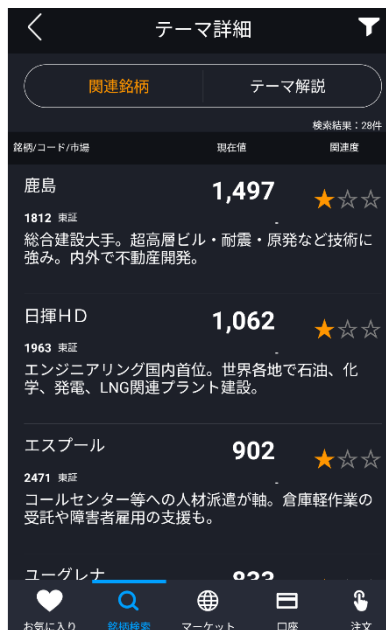 テーマ詳細
関連銘柄 テーマ解説
検索結果：28件
銘柄/コード/市場 現在値 関連度
鹿島 1,497 ★☆☆
1812 東証 -
総合建設大手。超高層ビル・耐震・原発など技術に
強み。内外で不動産開発。
日揮ＨＤ 1,062 ★☆☆
1963 東証 -
エンジニアリング国内首位。世界各地で石油、化
学、発電、LNG関連プラント建設。
エスプール 902 ★☆☆
2471 東証 -
コールセンター等への人材派遣が軸。倉庫軽作業の
受託や障害者雇用の支援も。
ユーグレナ
お気に入り 銘柄検索 マーケット 口座 注文